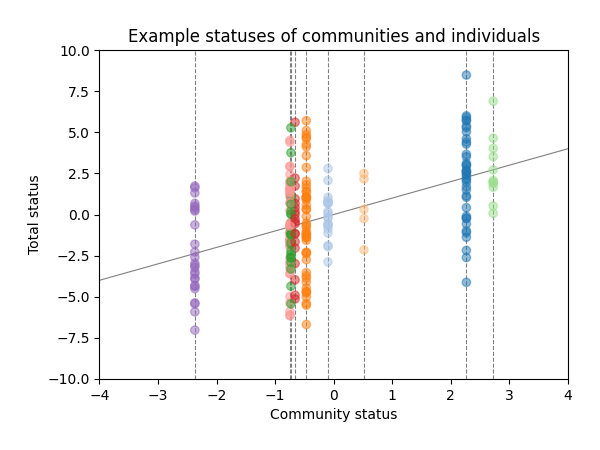 Example statuses of communities and individuals
10.0
7.5
5.0
2.5
0.0
−2.5
−5.0
−7.5
−10.0
Total status
−4 −3 −2 −1 0 1 2 3 4
Community status